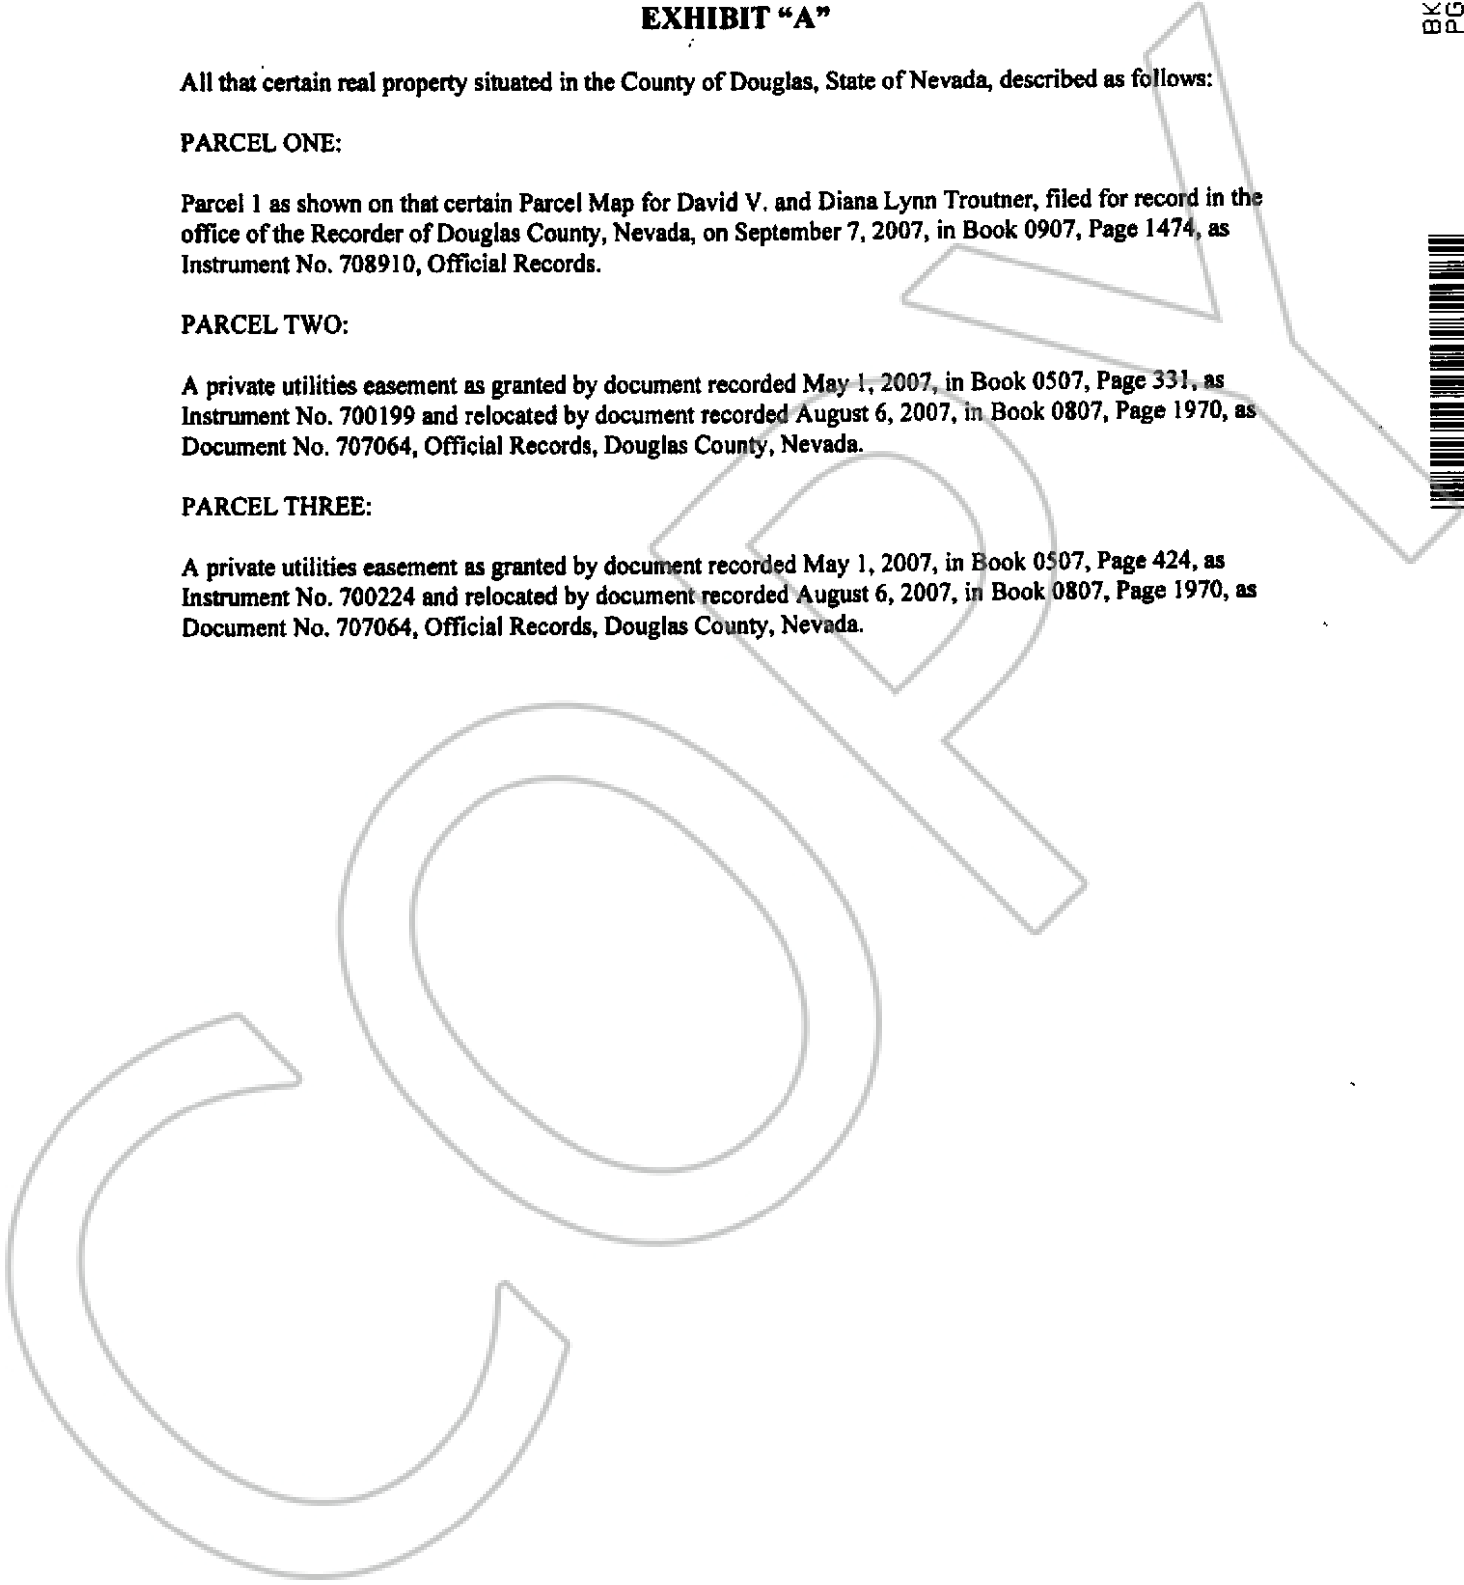 EXHIBIT “A”
BK
PG
All that certain real property situated in the County of Douglas, State of Nevada, described as follows:
PARCEL ONE:
Parcel 1 as shown on that certain Parcel Map for David V. and Diana Lynn Troutner, filed for record in the
office of the Recorder of Douglas County, Nevada, on September 7, 2007, in Book 0907, Page 1474, as
Instrument No. 708910, Official Records.
PARCEL TWO:
A private utilities easement as granted by document recorded May 1, 2007, in Book 0507, Page 331, as
Instrument No. 700199 and relocated by document recorded August 6, 2007, in Book 0807, Page 1970, as
Document No. 707064, Official Records, Douglas County, Nevada.
PARCEL THREE:
A private utilities easement as granted by document recorded May 1, 2007, in Book 0507, Page 424, as
Instrument No. 700224 and relocated by document recorded August 6, 2007, in Book 0807, Page 1970, as
Document No. 707064, Official Records, Douglas County, Nevada.
COPY